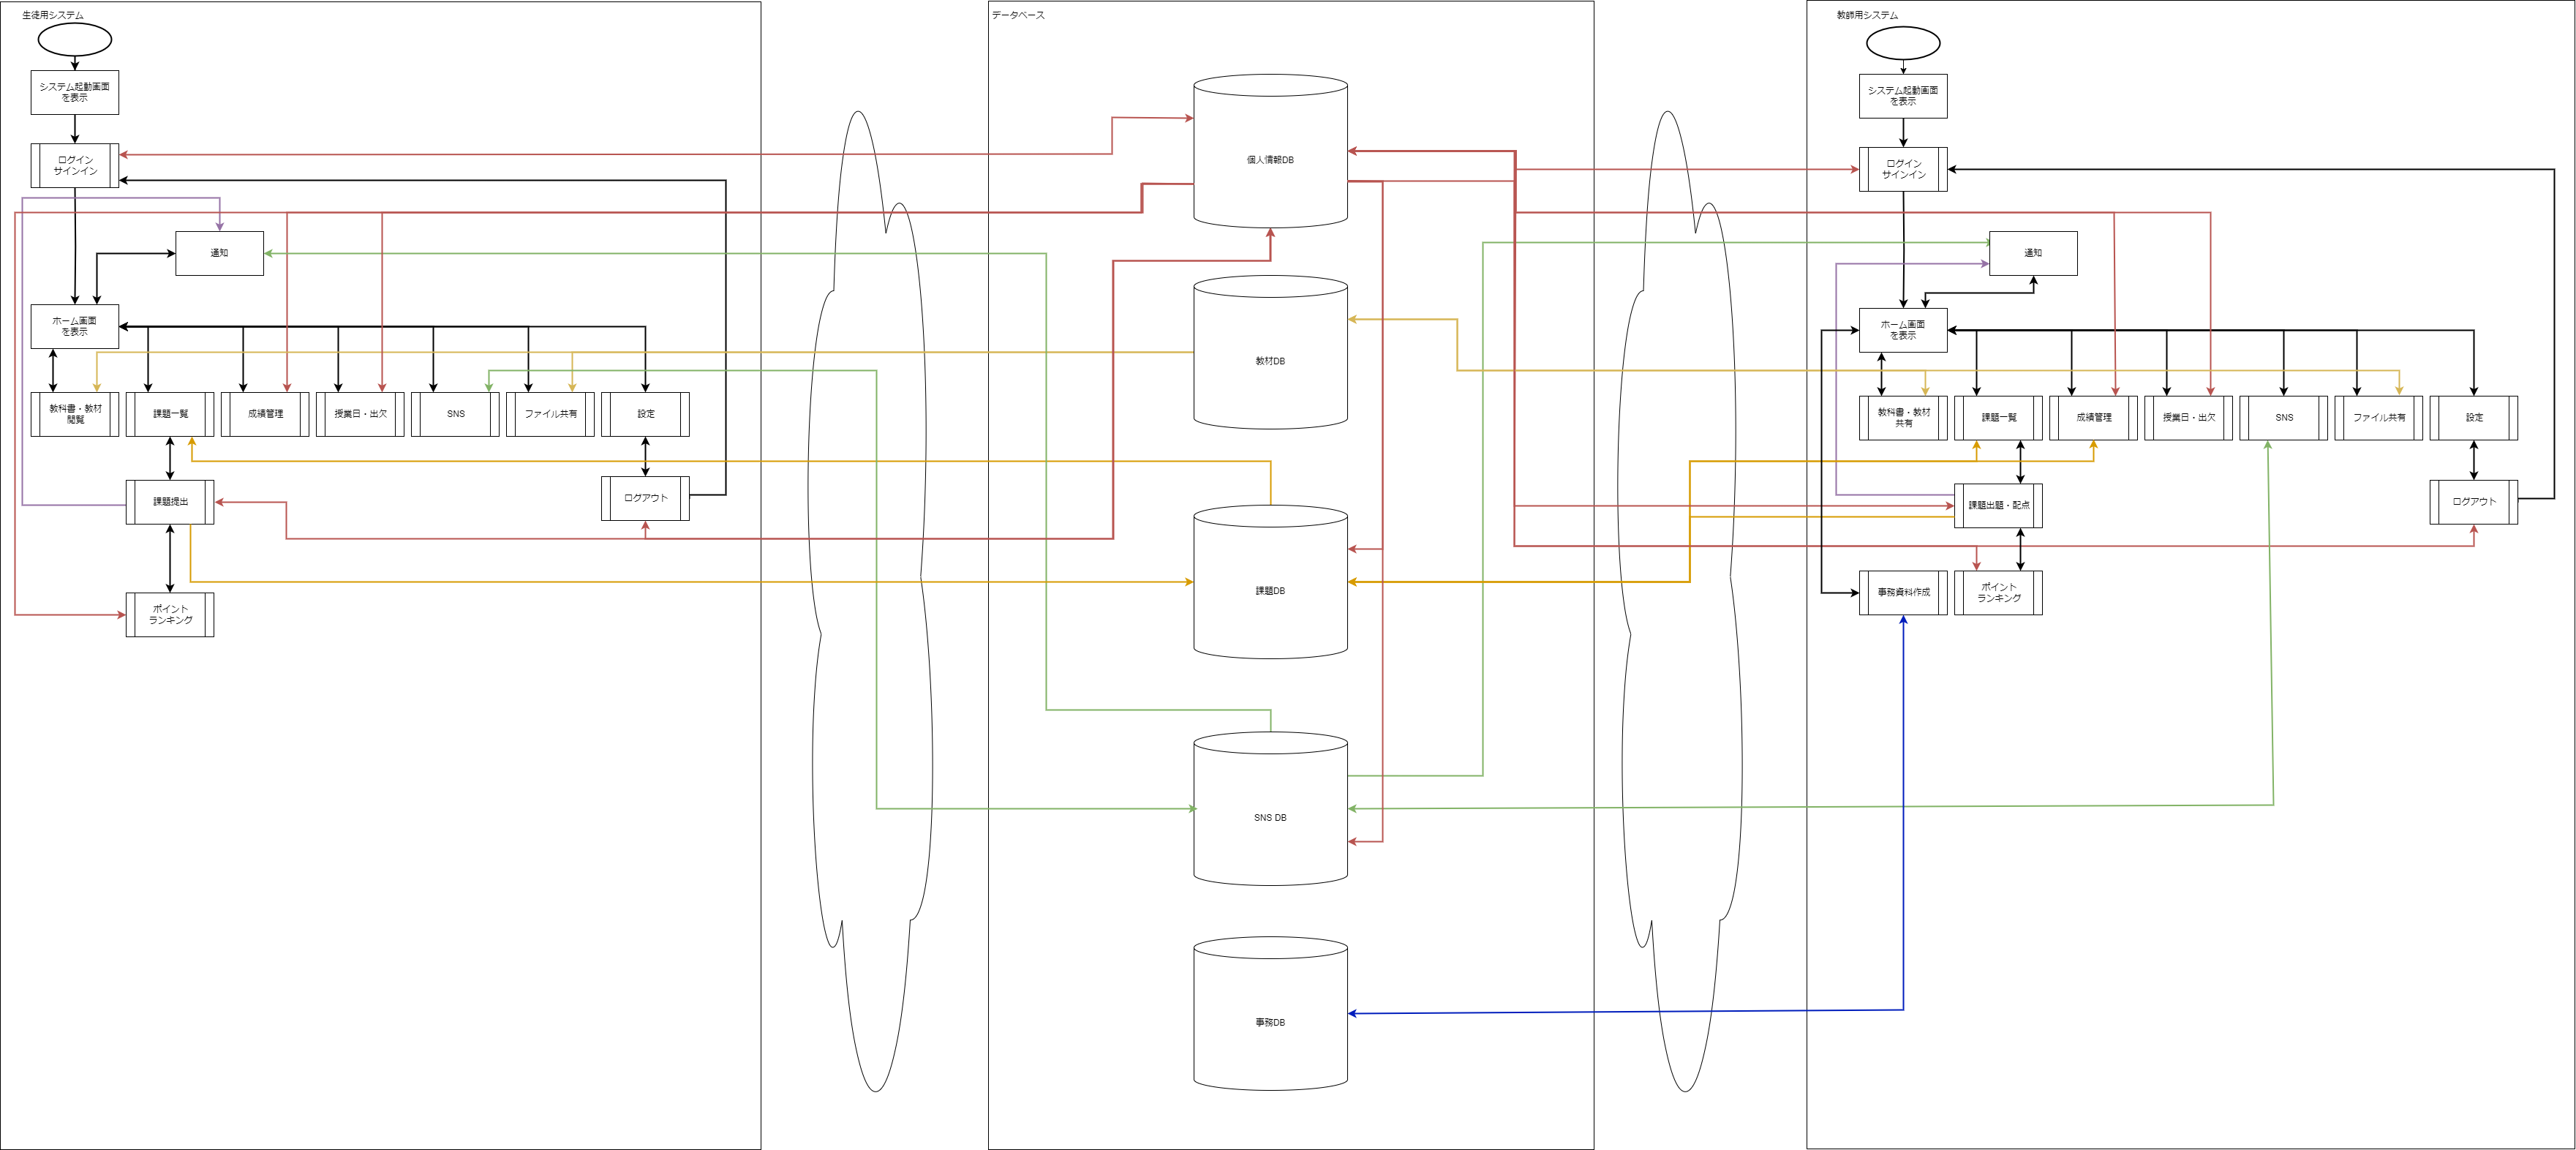 生徒用システム
システム起動画面
を表示
ログイン
サインイン
通知
ホーム画面
を表示
教科書・教材
閲覧
課題一覧
成績管理
授業日・出欠
SNS
ファイル共有
設定
課題提出
ログアウト
ポイント
ランキング
データベース
個人情報DB
教材DB
課題DB
SNS DB
事務DB
教師用システム
システム起動画面
を表示
ログイン
サインイン
通知
ホーム画面
を表示
教科書・教材
共有
課題一覧
成績管理
授業日・出欠
SNS
ファイル共有
設定
課題出題・配点
ログアウト
事務資料作成
ポイント
ランキング